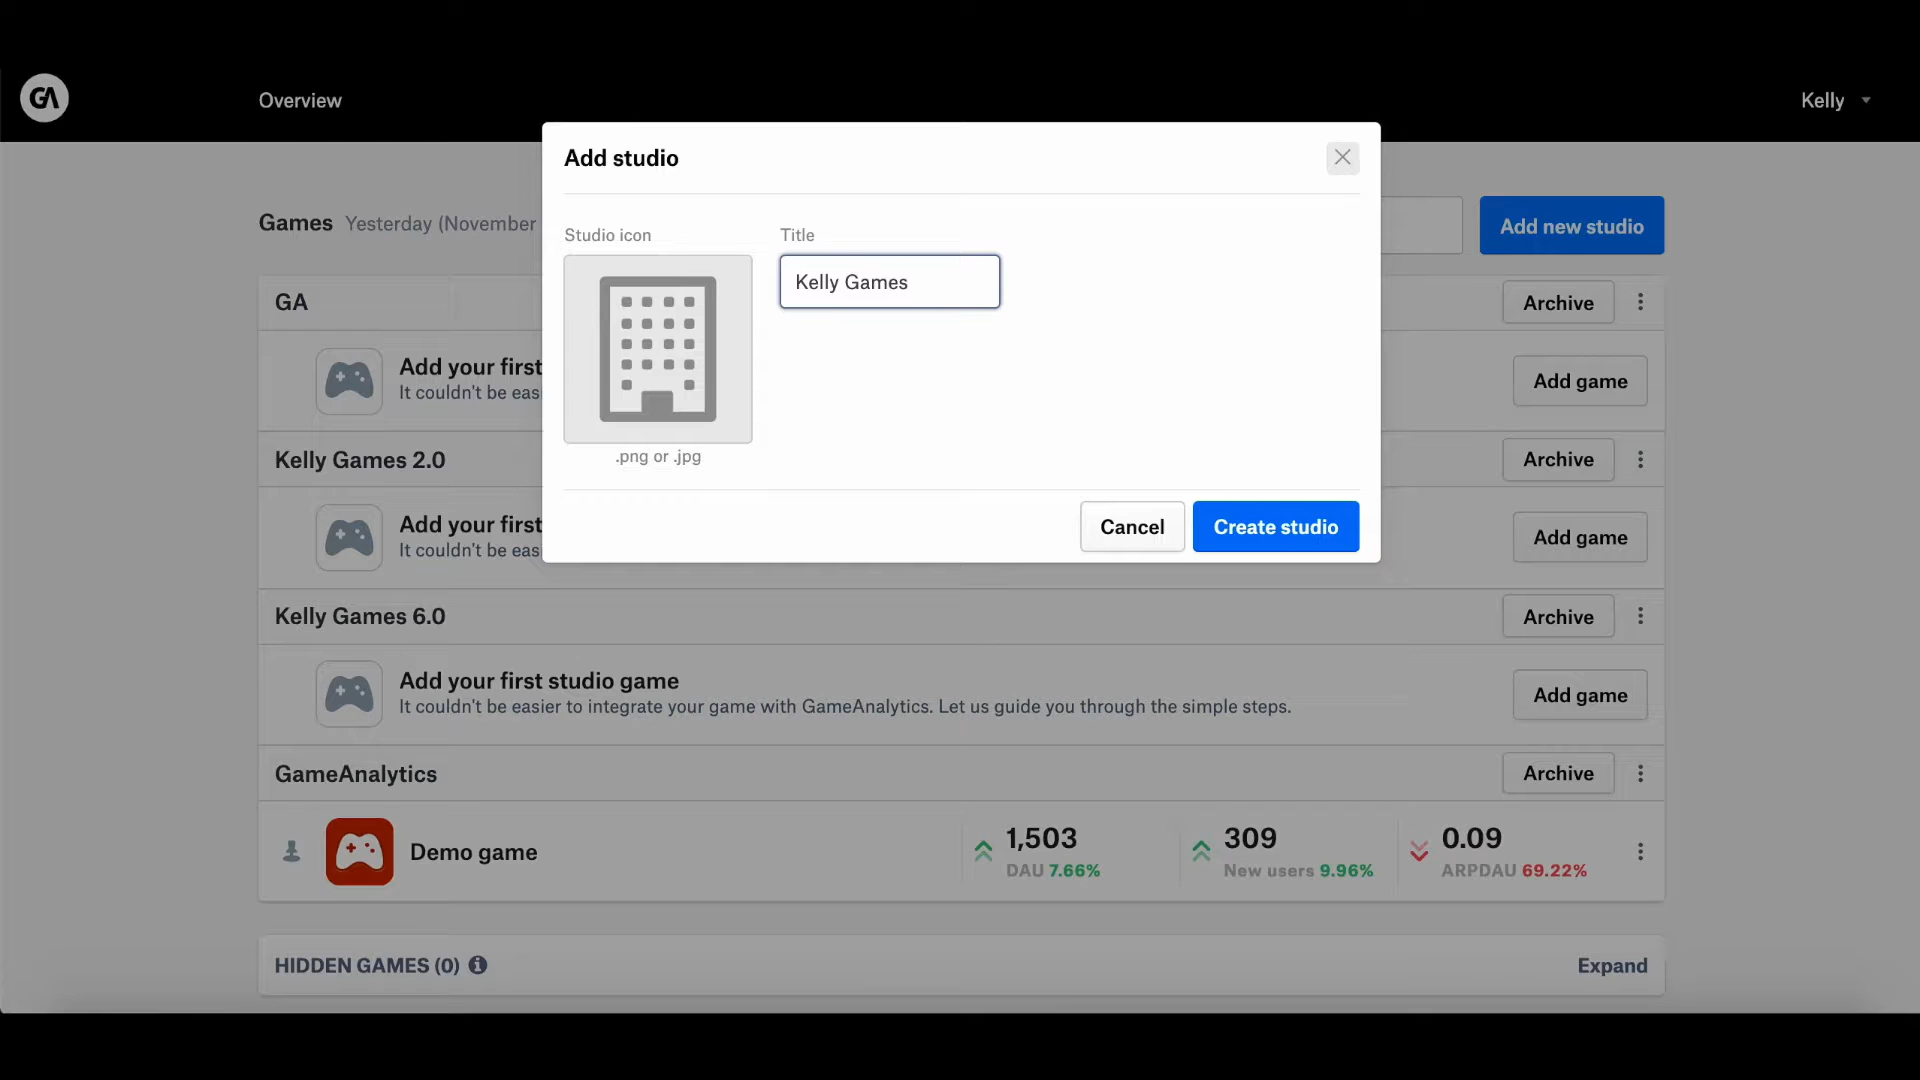 GA
Overview
Kelly
Add studio
Games Yesterday (November
Add new studio
Studio icon
Title
Kelly Games
.png or .jpg
Cancel
Create studio
GA
Archive
Add your first
It couldn't be eas
Add game
Kelly Games 2.0
Archive
Add your first
It couldn't be eas
Add game
Kelly Games 6.0
Archive
Add your first studio game
It couldn't be easier to integrate your game with GameAnalytics. Let us guide you through the simple steps.
Add game
GameAnalytics
Archive
Demo game
1,503
DAU 7.66%
309
New users 9.96%
0.09
ARPDAU 69.22%
HIDDEN GAMES (0)
Expand